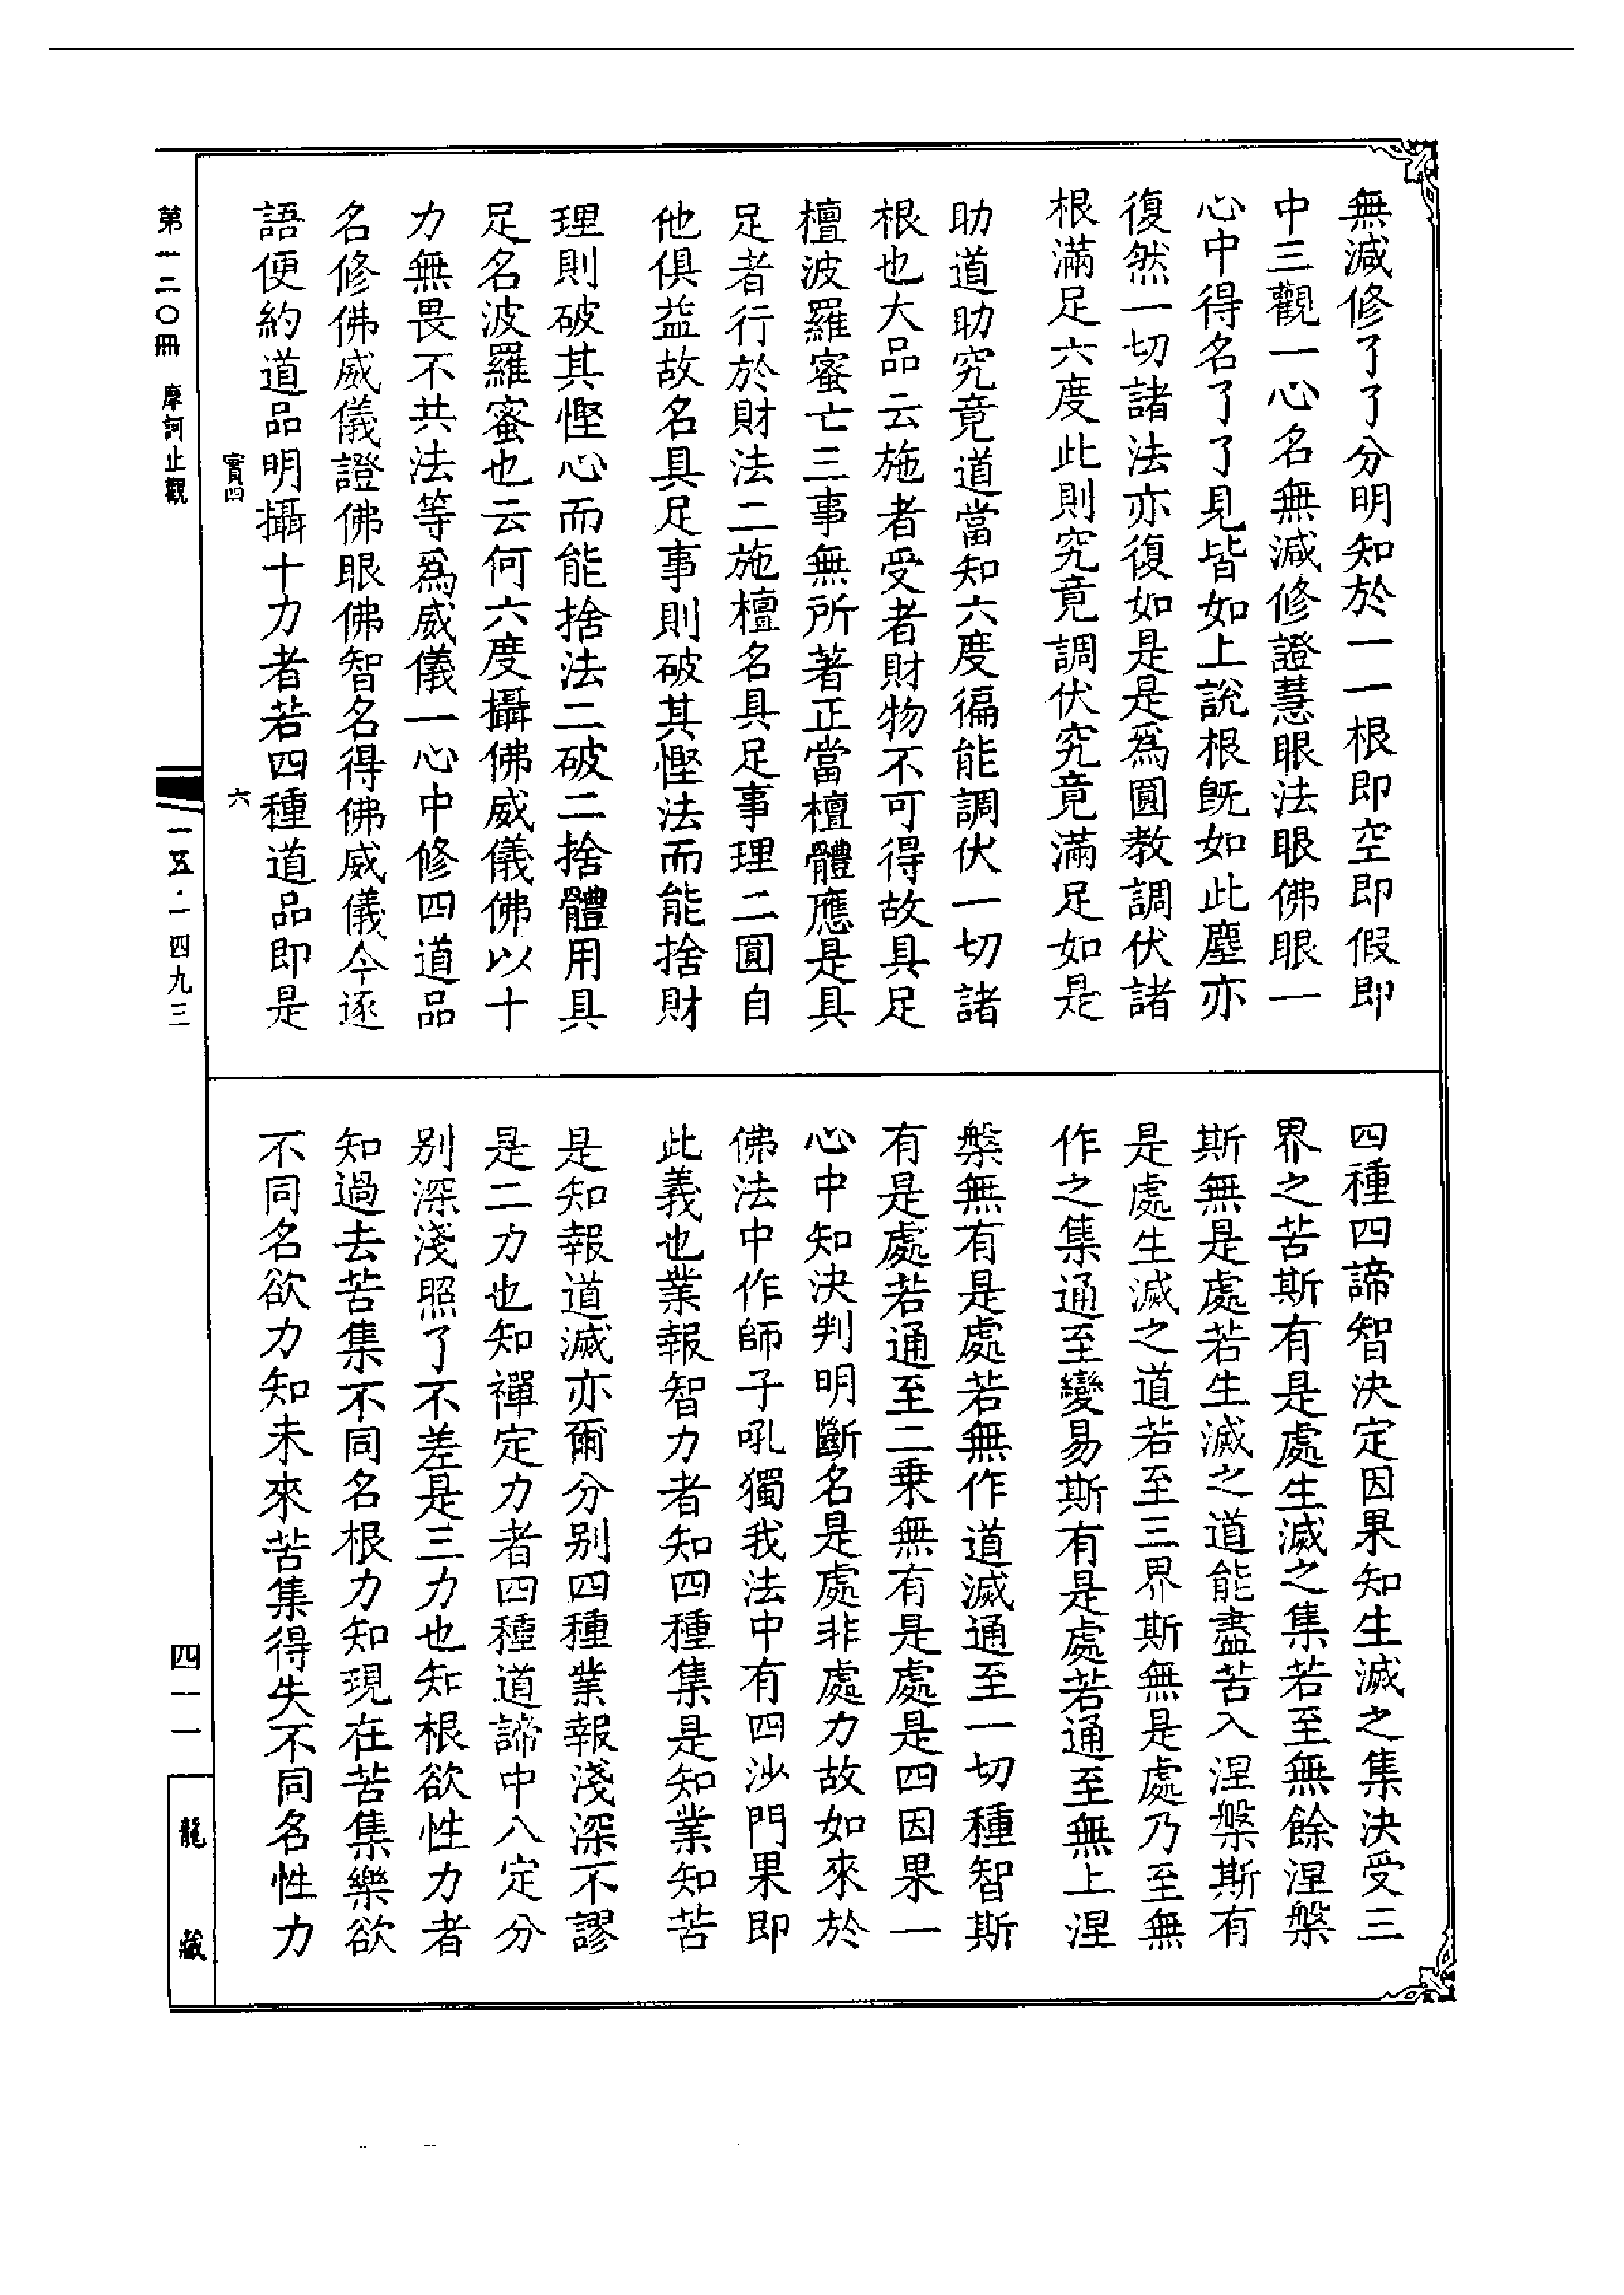 無減修了了分明知於一一根即空即假即
中三觀一心名無減修證慧眼法眼佛眼一
心中得名了了見皆如上說根既如此塵亦
復然一切諸法亦復如是是為圓教調伏諸
根滿足六度此則究竟調伏究竟滿足如是
助道助究竟道當知六度徧能調伏一切諸
根也大品云施者受者財物不可得故具足
檀波羅蜜亡三事無所著正當檀體應是具
足者行於財法二施檀名具足事理二圓自
他俱益故名具足事則破其慳法而能捨財
理則破其慳心而能捨法二破二捨體用具
足名波羅蜜也云何六度攝佛威儀佛以十
力無畏不共法等為威儀一心中修四道品
名修佛威儀證佛眼佛智名得佛威儀今逐
語便約道品明攝十力者若四種道品即是
四種四諦智決定因果知生滅之集決受三
界之苦斯有是處生滅之集若至無餘涅槃
斯無是處若生滅之道能盡苦入涅槃斯有
是處生滅之道若至三界斯無是處乃至無
作之集通至變易斯有是處若通至無上涅
槃無有是處若無作道滅通至一切種智斯
有是處若通至二乘無有是處是四因果一
心中知決判明斷名是處非處力故如來於
佛法中作師子吼獨我法中有四沙門果即
此義也業報智力者知四種集是知業知苦
是知報道滅亦爾分別四種業報淺深不謬
是二力也知禪定力者四種道諦中八定分
別深淺照了不差是三力也知根欲性力者
知過去苦集不同名根力知現在苦集樂欲
不同名欲力知未來苦集得失不同名性力
實四
六
第一二〇冊
摩訶止觀
一五·一四九三
四一一
龍藏